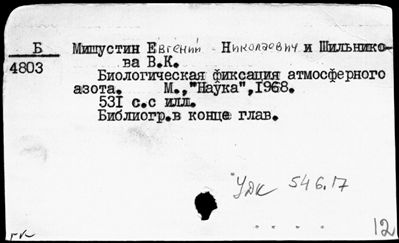 Б
4803
Мишустин Евгений Николаевич и Шильнико-
ва В.К.
Биологическая фиксация атмосферного
азота. М.,"Наука",1968.
531 с.с илл.
Библиогр.в конце глав.
УДК 546.17
12